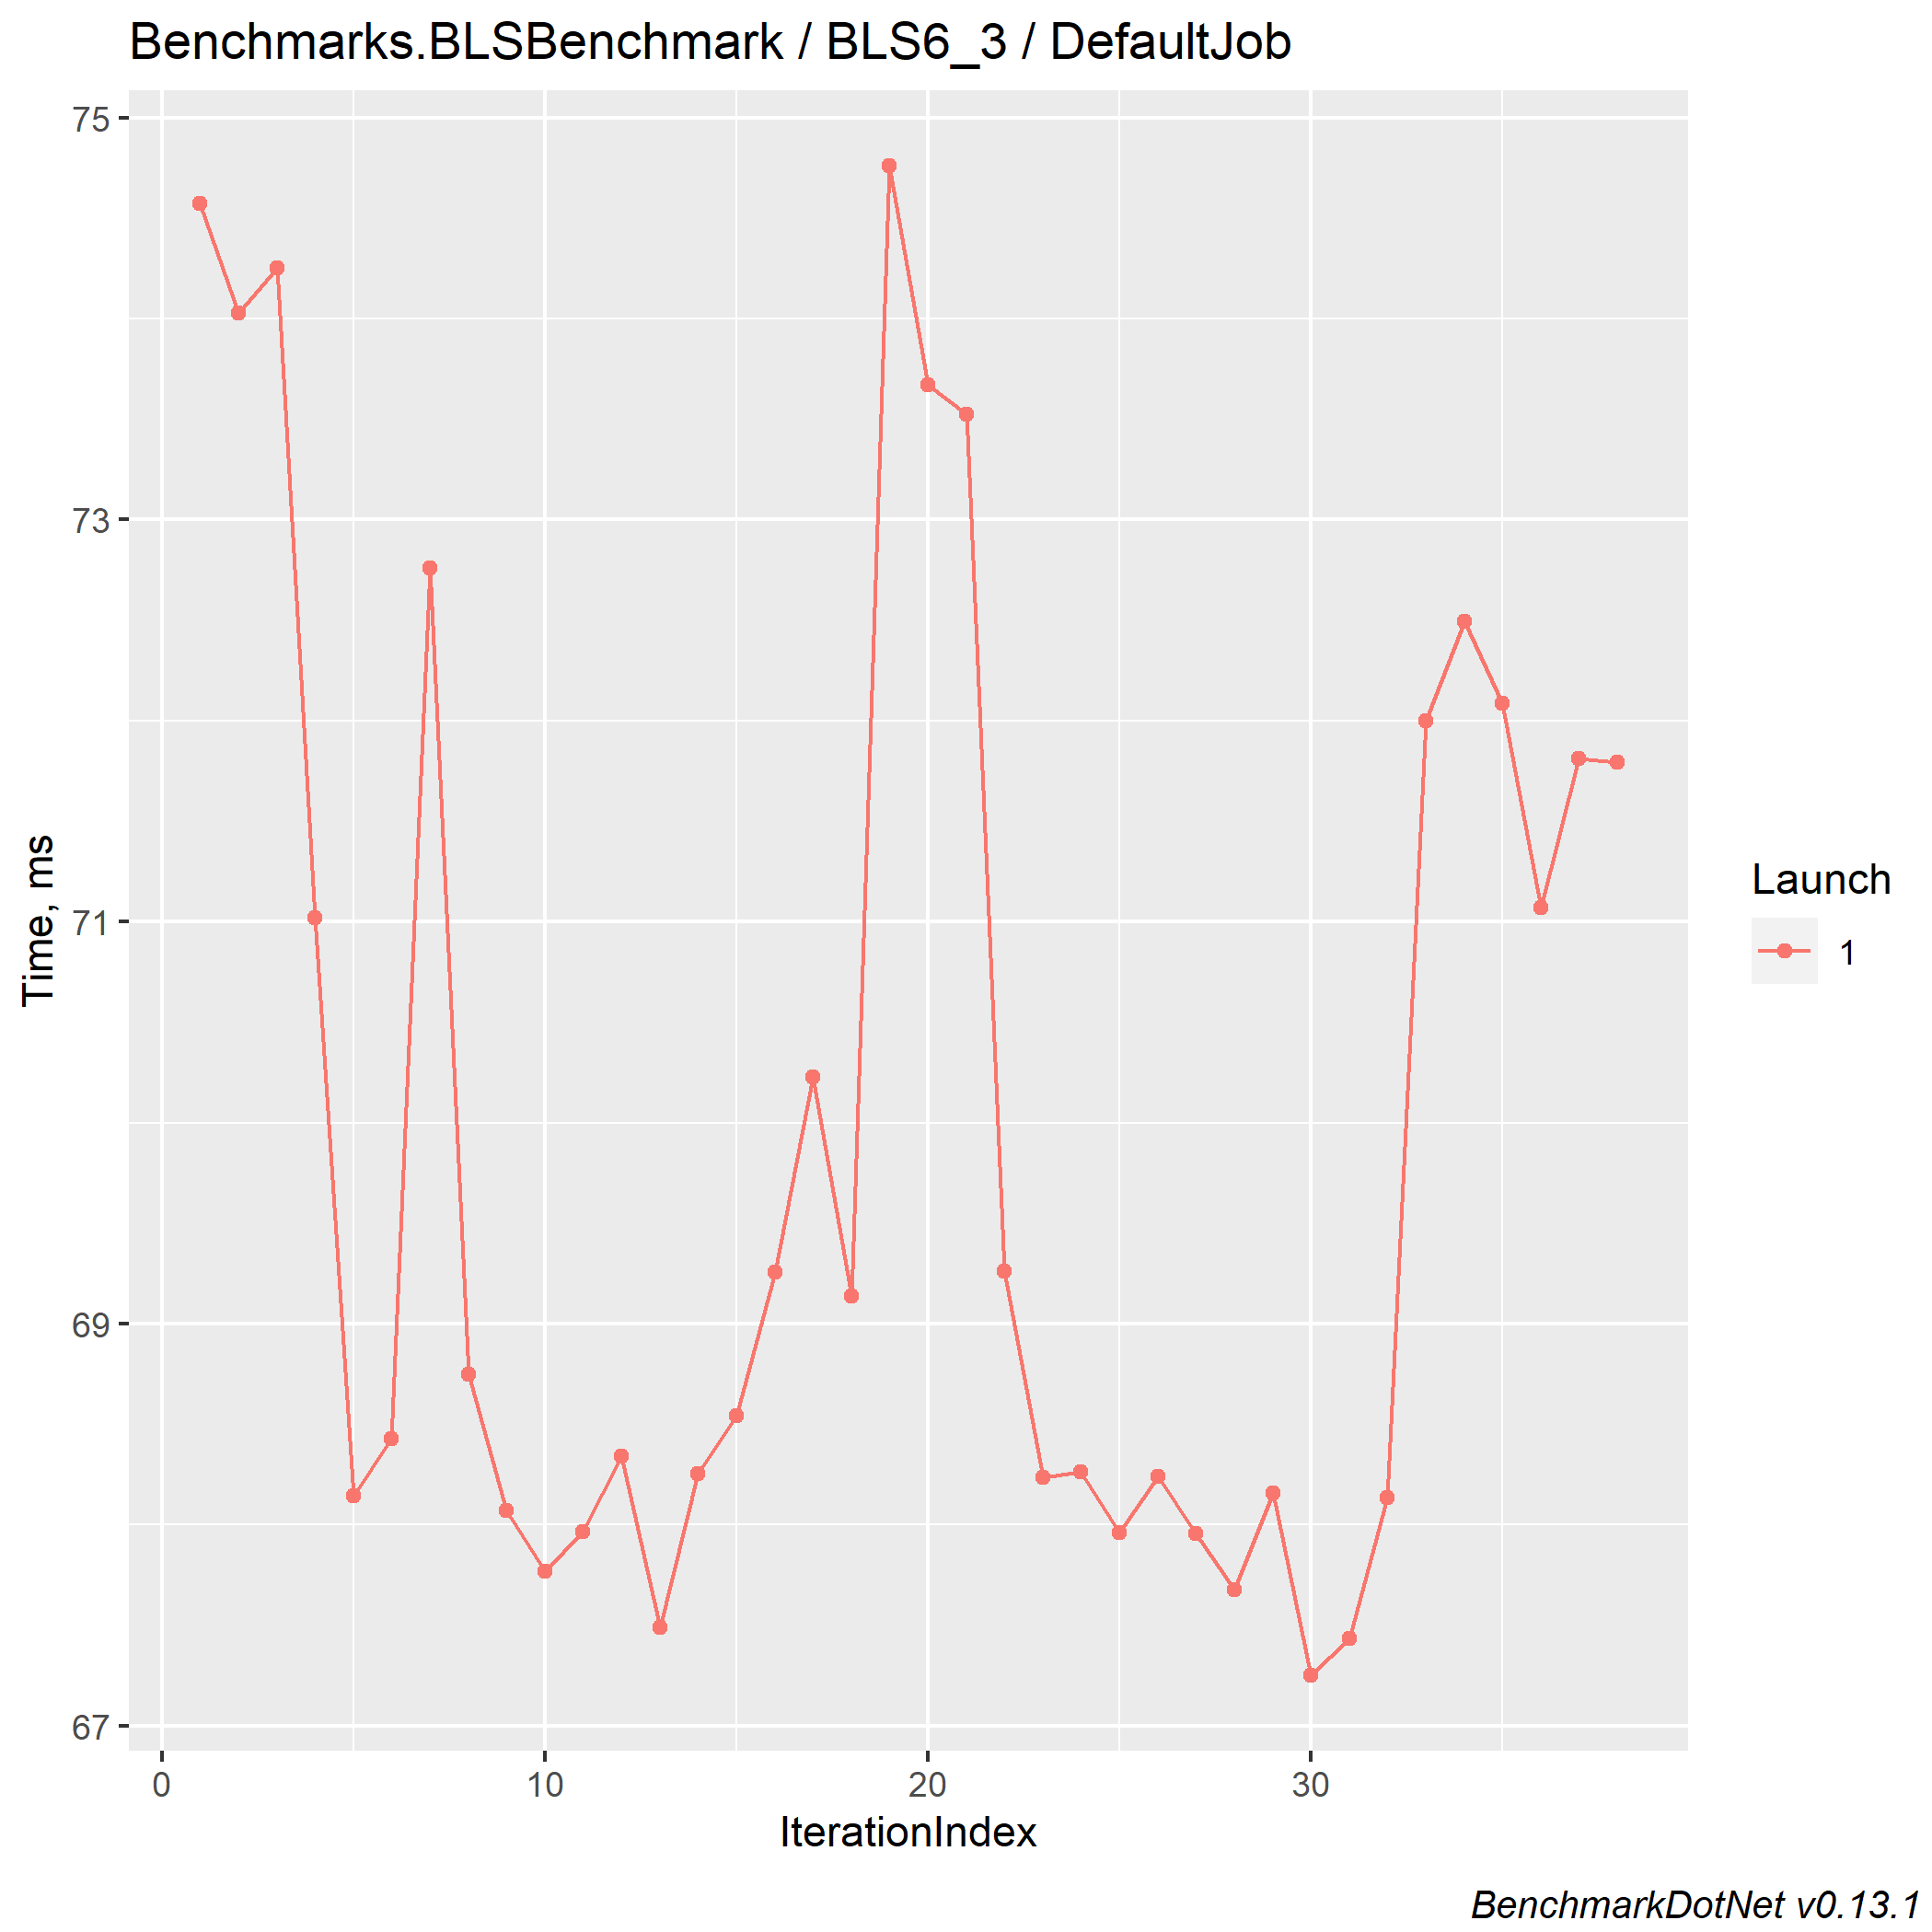 Benchmarks.BLSBenchmark / BLS6_3 / DefaultJob
75
73
71
69
67
Time, ms
0 10 20 30
IterationIndex
Launch
1
BenchmarkDotNet v0.13.1